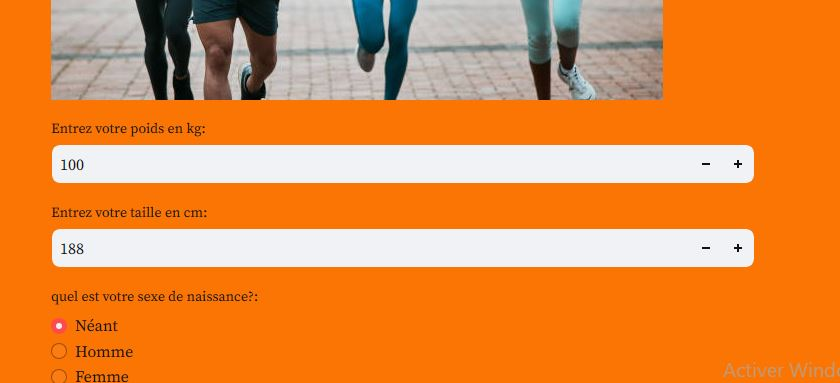 Entrez votre poids en kg:
100
Entrez votre taille en cm:
188
quel est votre sexe de naissance?:
Néant
Homme
Femme
Activer